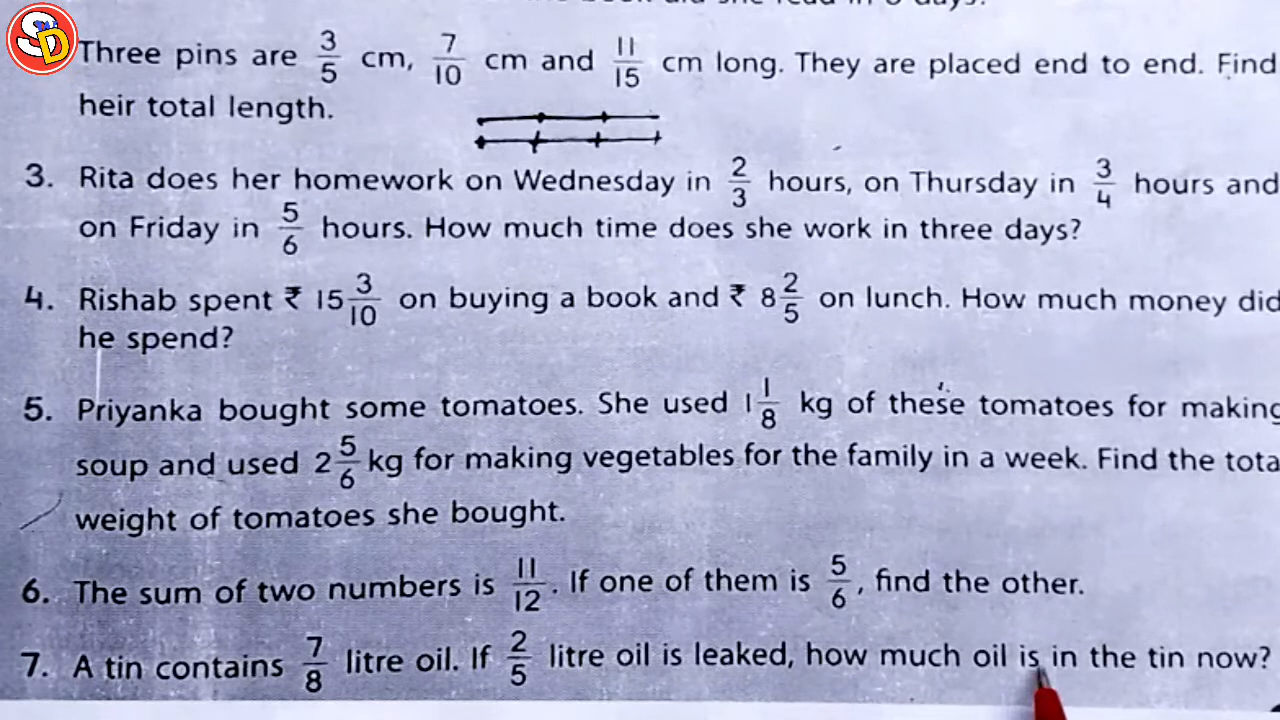 SD
Three pins are 3/5 cm, 7/10 cm and 11/15 cm long. They are placed end to end. Find
heir total length.
3. Rita does her homework on Wednesday in 2/3 hours, on Thursday in 3/4 hours and
on Friday in 5/6 hours. How much time does she work in three days?
4. Rishab spent ₹ 15 3/10 on buying a book and ₹ 8 2/5 on lunch. How much money did
he spend?
5. Priyanka bought some tomatoes. She used 1 1/8 kg of these tomatoes for making
soup and used 2 5/6 kg for making vegetables for the family in a week. Find the tota
weight of tomatoes she bought.
6. The sum of two numbers is 11/12. If one of them is 5/6, find the other.
7. A tin contains 7/8 litre oil. If 2/5 litre oil is leaked, how much oil is in the tin now?